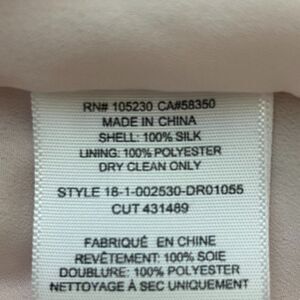 RN# 105230 CA#58350
MADE IN CHINA
SHELL: 100% SILK
LINING: 100% POLYESTER
DRY CLEAN ONLY
STYLE 18-1-002530-DR01055
CUT 431489
FABRIQUÉ EN CHINE
REVÊTEMENT: 100% SOIE
DOUBLURE: 100% POLYESTER
NETTOYAGE À SEC UNIQUEMENT